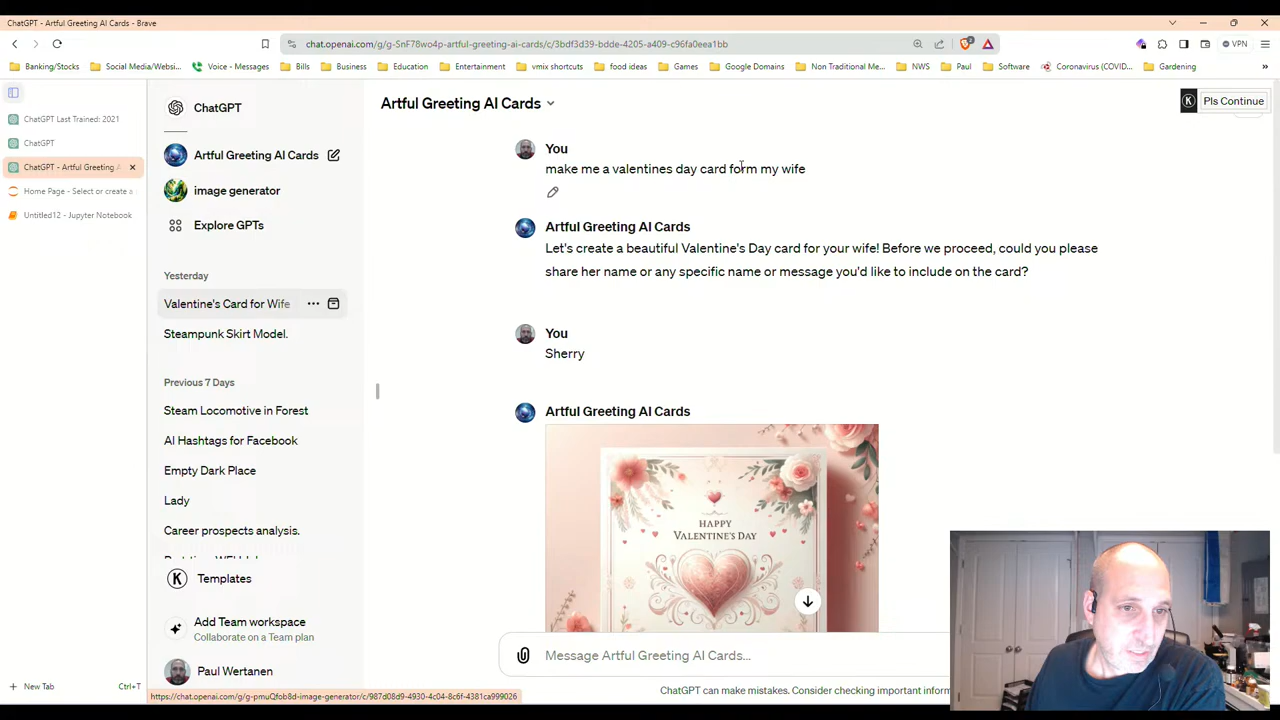 ChatGPT - Artful Greeting AI Cards - Brave
chat.openai.com/g/g-SnF78wo4p-artful-greeting-ai-cards/c/3bdf3d39-bdde-4205-a409-c96fa0eea1bb
2
VPN
Banking/Stocks
Social Media/Websi...
Voice - Messages
Bills
Business
Education
Entertainment
vmix shortcuts
food ideas
Games
Google Domains
Non Traditional Me...
NWS
Paul
Software
Coronavirus (COVID...
Gardening
ChatGPT Last Trained: 2021
ChatGPT
ChatGPT - Artful Greeting A
Home Page - Select or create a
Untitled12 - Jupyter Notebook
New Tab
Ctrl+T
ChatGPT
Artful Greeting AI Cards
image generator
Explore GPTs
Yesterday
Valentine's Card for Wife
Steampunk Skirt Model.
Previous 7 Days
Steam Locomotive in Forest
AI Hashtags for Facebook
Empty Dark Place
Lady
Career prospects analysis.
K
Templates
Add Team workspace
Collaborate on a Team plan
Paul Wertanen
https://chat.openai.com/g/g-pmuQfob8d-image-generator/c/987d08d9-4930-4c04-8c6f-4381ca999026
Artful Greeting AI Cards
K
Pls Continue
You
make me a valentines day card form my wife
Artful Greeting AI Cards
Let's create a beautiful Valentine's Day card for your wife! Before we proceed, could you please
share her name or any specific name or message you'd like to include on the card?
You
Sherry
Artful Greeting AI Cards
HAPPY
VALENTINE'S DAY
Message Artful Greeting AI Cards...
ChatGPT can make mistakes. Consider checking important inform